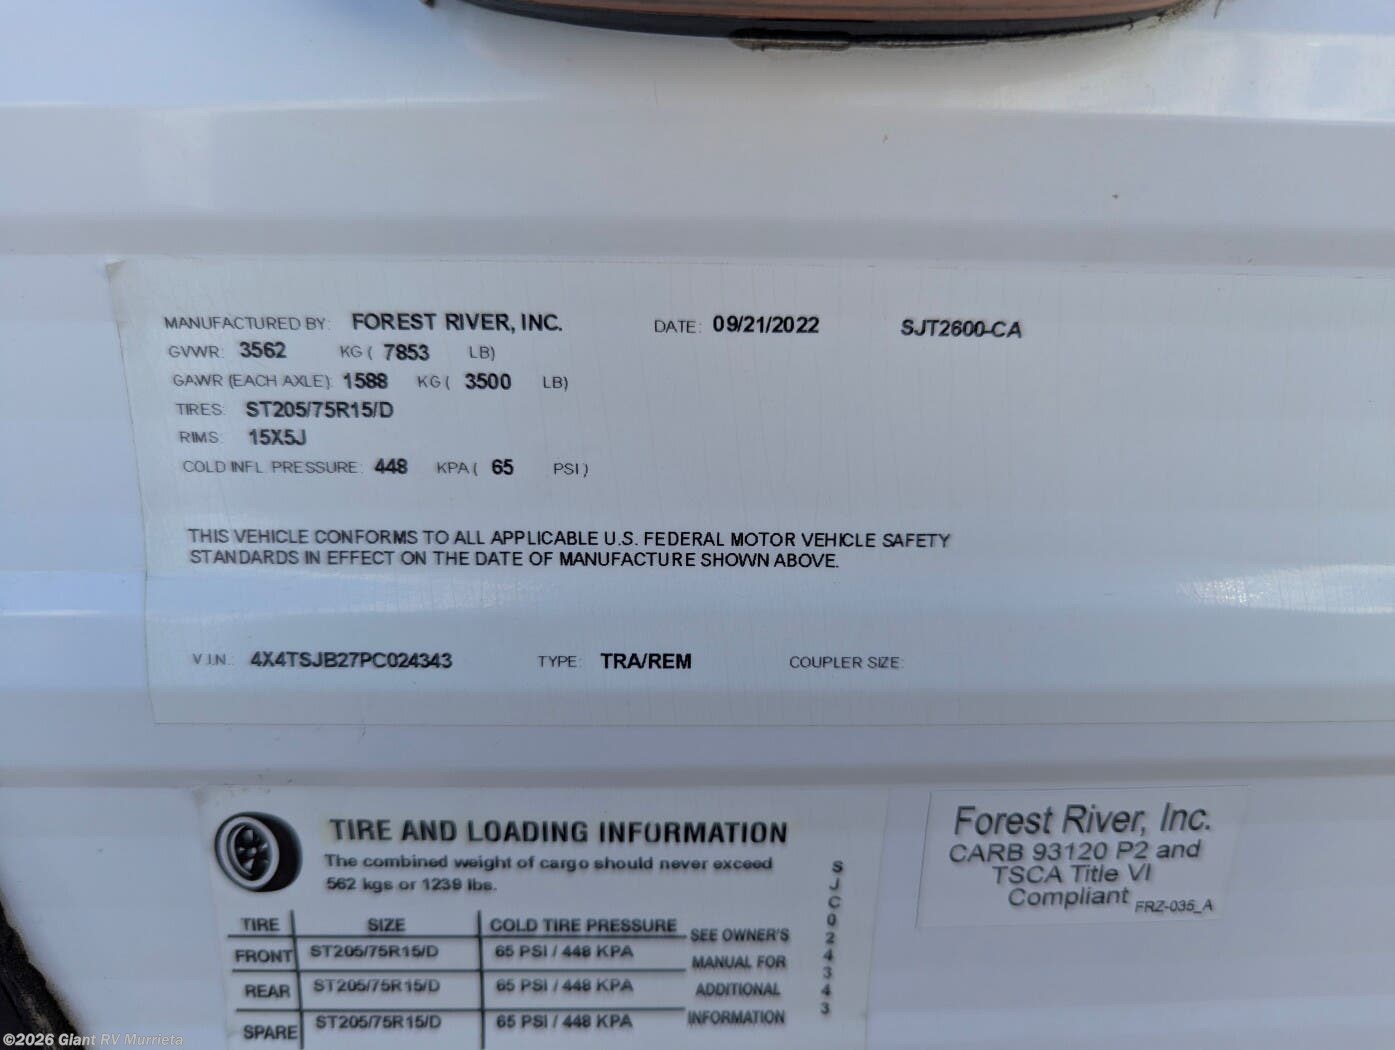 MANUFACTURED BY: FOREST RIVER, INC. DATE: 09/21/2022 SJT2600-CA
GVWR: 3562 KG ( 7853 LB)
GAWR (EACH AXLE): 1588 KG ( 3500 LB)
TIRES: ST205/75R15/D
RIMS: 15X5J
COLD INFL. PRESSURE: 448 KPA ( 65 PSI )
THIS VEHICLE CONFORMS TO ALL APPLICABLE U.S. FEDERAL MOTOR VEHICLE SAFETY
STANDARDS IN EFFECT ON THE DATE OF MANUFACTURE SHOWN ABOVE.
V.I.N.: 4X4TSJB27PC024343 TYPE: TRA/REM COUPLER SIZE:
TIRE AND LOADING INFORMATION
The combined weight of cargo should never exceed
562 kgs or 1239 lbs.
TIRE SIZE COLD TIRE PRESSURE SEE OWNER'S
FRONT ST205/75R15/D 65 PSI / 448 KPA MANUAL FOR
REAR ST205/75R15/D 65 PSI / 448 KPA ADDITIONAL
SPARE ST205/75R15/D 65 PSI / 448 KPA INFORMATION
SJC024343
Forest River, Inc.
CARB 93120 P2 and
TSCA Title VI
Compliant FRZ-035_A
©2026 Giant RV Murrieta